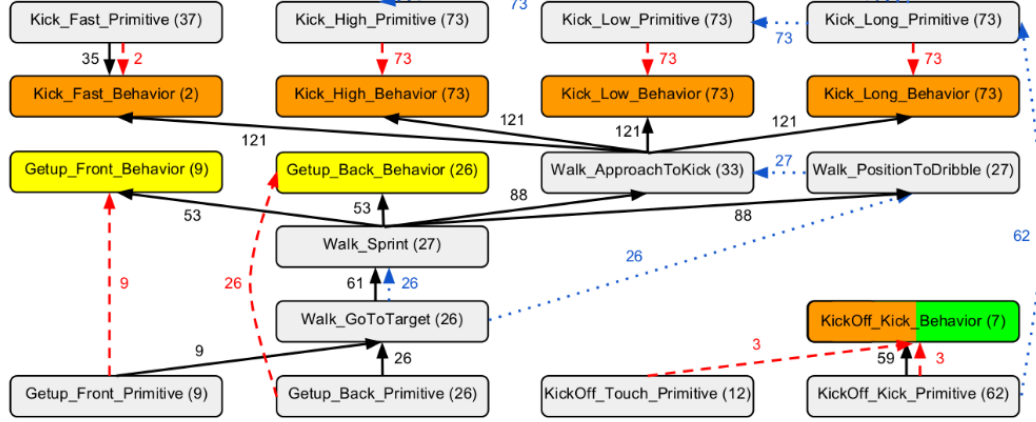 73
Kick_Fast_Primitive (37)
Kick_High_Primitive (73)
Kick_Low_Primitive (73)
Kick_Long_Primitive (73)
73
35
2
73
73
73
Kick_Fast_Behavior (2)
Kick_High_Behavior (73)
Kick_Low_Behavior (73)
Kick_Long_Behavior (73)
121
121
121
121
Getup_Front_Behavior (9)
Getup_Back_Behavior (26)
Walk_ApproachToKick (33)
27
Walk_PositionToDribble (27)
53
53
88
88
Walk_Sprint (27)
62
26
9
26
61
26
Walk_GoToTarget (26)
KickOff_Kick_Behavior (7)
9
26
3
59
3
Getup_Front_Primitive (9)
Getup_Back_Primitive (26)
KickOff_Touch_Primitive (12)
KickOff_Kick_Primitive (62)